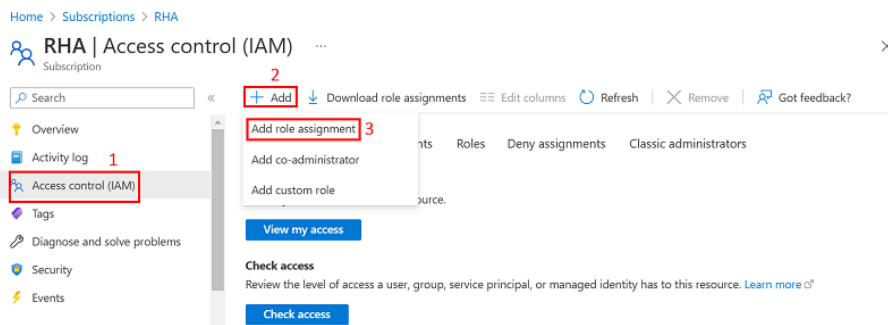 Home > Subscriptions > RHA
RHA | Access control (IAM) ...
Subscription
2
Search «
+ Add Download role assignments Edit columns Refresh Remove Got feedback?
Overview
Add role assignment 3
nts Roles Deny assignments Classic administrators
Activity log 1
Add co-administrator
Access control (IAM)
Add custom role
ource.
Tags
View my access
Diagnose and solve problems
Security
Check access
Review the level of access a user, group, service principal, or managed identity has to this resource. Learn more
Events
Check access